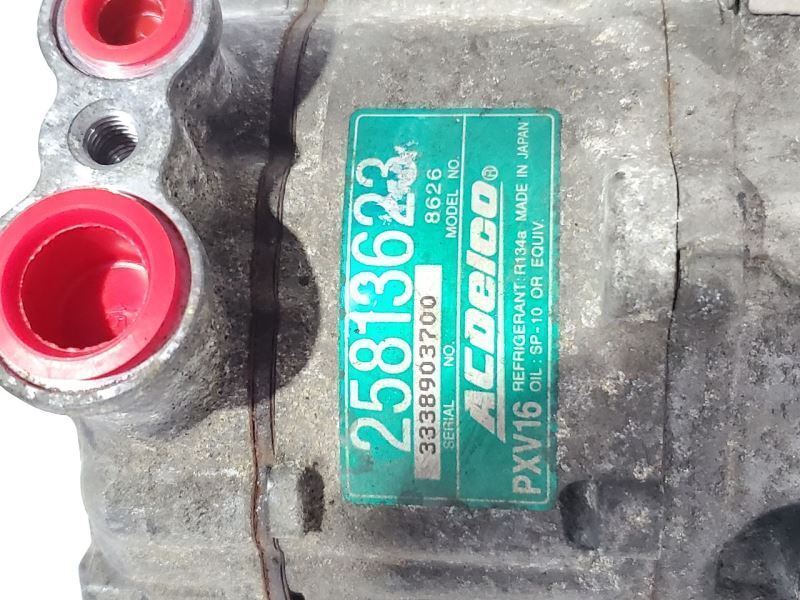 25813623
3338903700 8626
SERIAL NO. MODEL NO.
ACDelco®
PXV16 REFRIGERANT: R134a MADE IN JAPAN
OIL: SP-10 OR EQUIV.